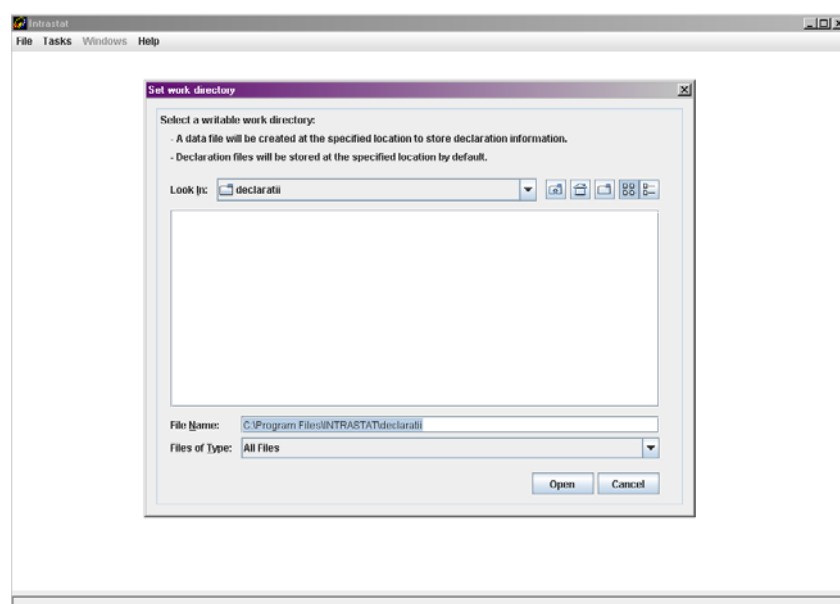 Intrastat
File Tasks Windows Help
Set work directory
Select a writable work directory:
- A data file will be created at the specified location to store declaration information.
- Declaration files will be stored at the specified location by default.
Look In: declaratii
File Name: C:\Program Files\INTRASTAT\declaratii
Files of Type: All Files
Open Cancel